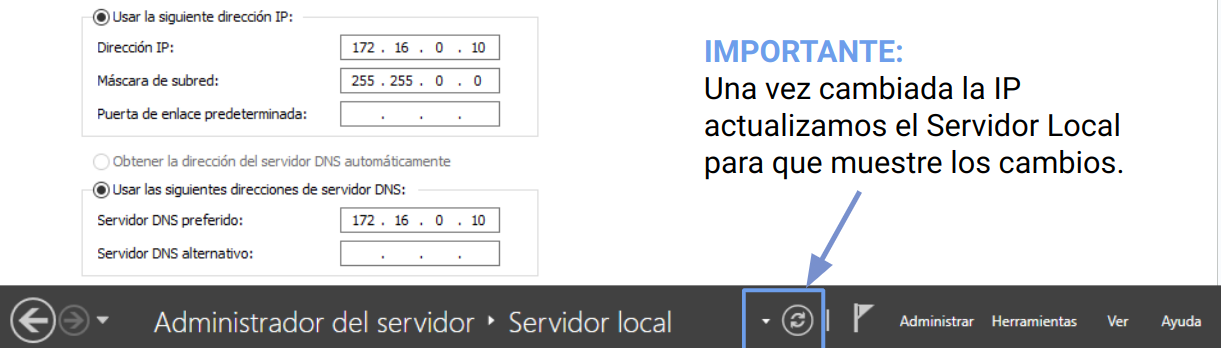 Usar la siguiente dirección IP:
Dirección IP: 172 . 16 . 0 . 10
Máscara de subred: 255 . 255 . 0 . 0
Puerta de enlace predeterminada: . . .
Obtener la dirección del servidor DNS automáticamente
Usar las siguientes direcciones de servidor DNS:
Servidor DNS preferido: 172 . 16 . 0 . 10
Servidor DNS alternativo: . . .
IMPORTANTE:
Una vez cambiada la IP
actualizamos el Servidor Local
para que muestre los cambios.
Administrador del servidor ‣ Servidor local
Administrar Herramientas Ver Ayuda